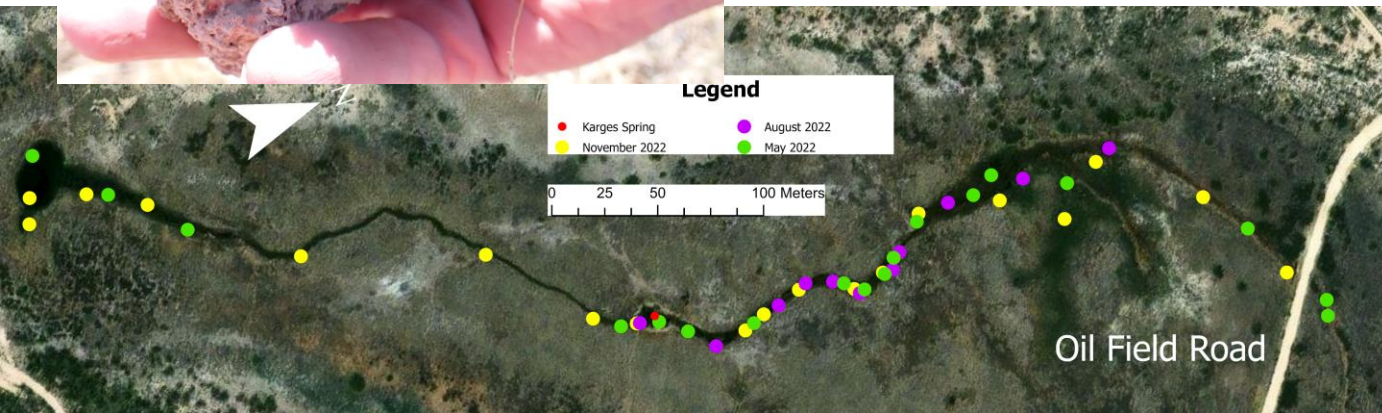 Legend
Karges Spring
August 2022
November 2022
May 2022
0 25 50 100 Meters
Oil Field Road